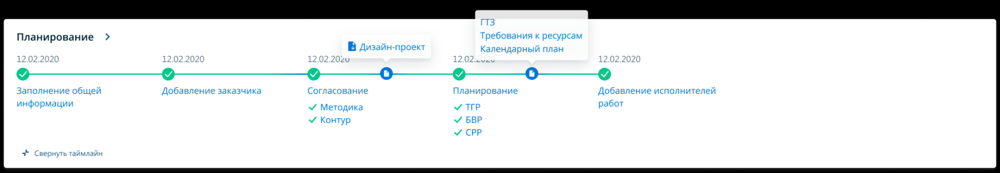 Планирование
ГТЗ
Требования к ресурсам
Календарный план
Дизайн-проект
12.02.2020
12.02.2020
12.02.2020
12.02.2020
12.02.2020
Заполнение общей
информации
Добавление заказчика
Согласование
Методика
Контур
Планирование
ТГР
БВР
СРР
Добавление исполнителей
работ
Свернуть таймлайн